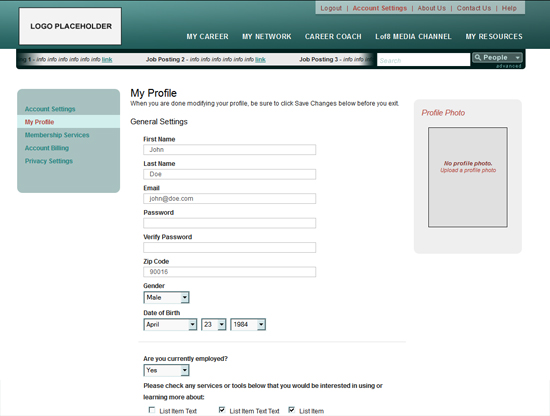 Logout | Account Settings | About Us | Contact Us | Help
LOGO PLACEHOLDER
MY CAREER MY NETWORK CAREER COACH Lof8 MEDIA CHANNEL MY RESOURCES
1 - info info info info info link Job Posting 2 - info info info info info link Job Posting 3 - info inf
Search
People
advanced
Account Settings
My Profile
Membership Services
Account Billing
Privacy Settings
My Profile
When you are done modifying your profile, be sure to click Save Changes below before you exit.
General Settings
First Name
John
Last Name
Doe
Email
john@doe.com
Password
Verify Password
Zip Code
90016
Gender
Male
Date of Birth
April 23 1984
Are you currently employed?
Yes
Please check any services or tools below that you would be interested in using or
learning more about:
List Item Text List Item Text Text List Item
Profile Photo
No profile photo.
Upload a profile photo